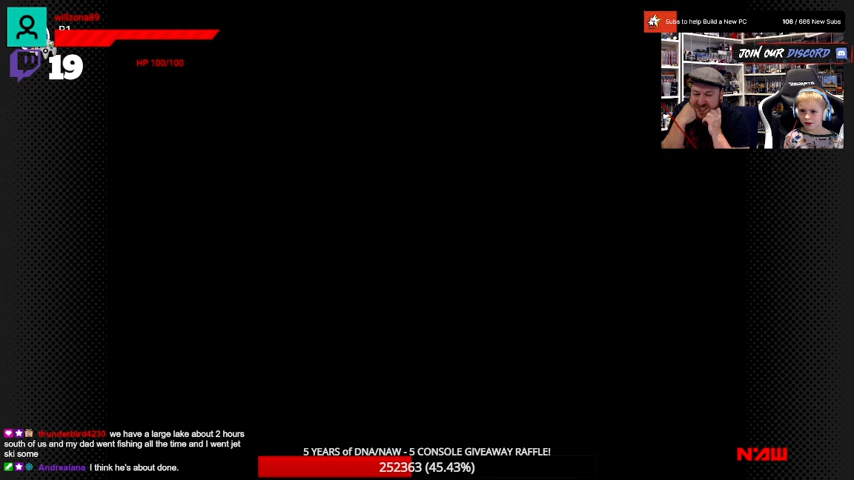 willzona89
P1
19
HP 100/100
Subs to help Build a New PC
106 / 666 New Subs
JOIN OUR DISCORD
thunderbird4230 we have a large lake about 2 hours
south of us and my dad went fishing all the time and I went jet
ski some
Andrealana I think he's about done.
5 YEARS of DNA/NAW - 5 CONSOLE GIVEAWAY RAFFLE!
252363 (45.43%)
NAW